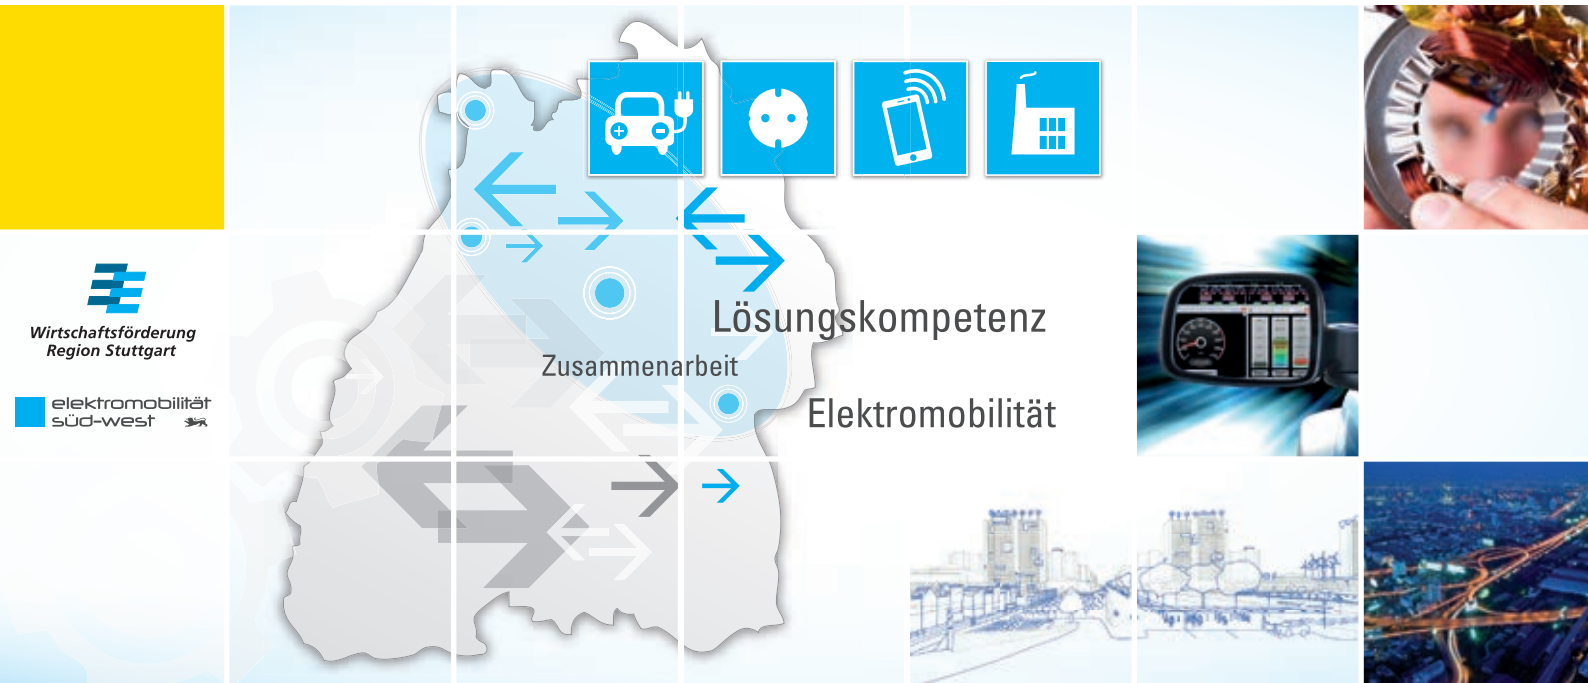 Wirtschaftsförderung
Region Stuttgart
elektromobilität
süd-west
Lösungskompetenz
Zusammenarbeit
Elektromobilität